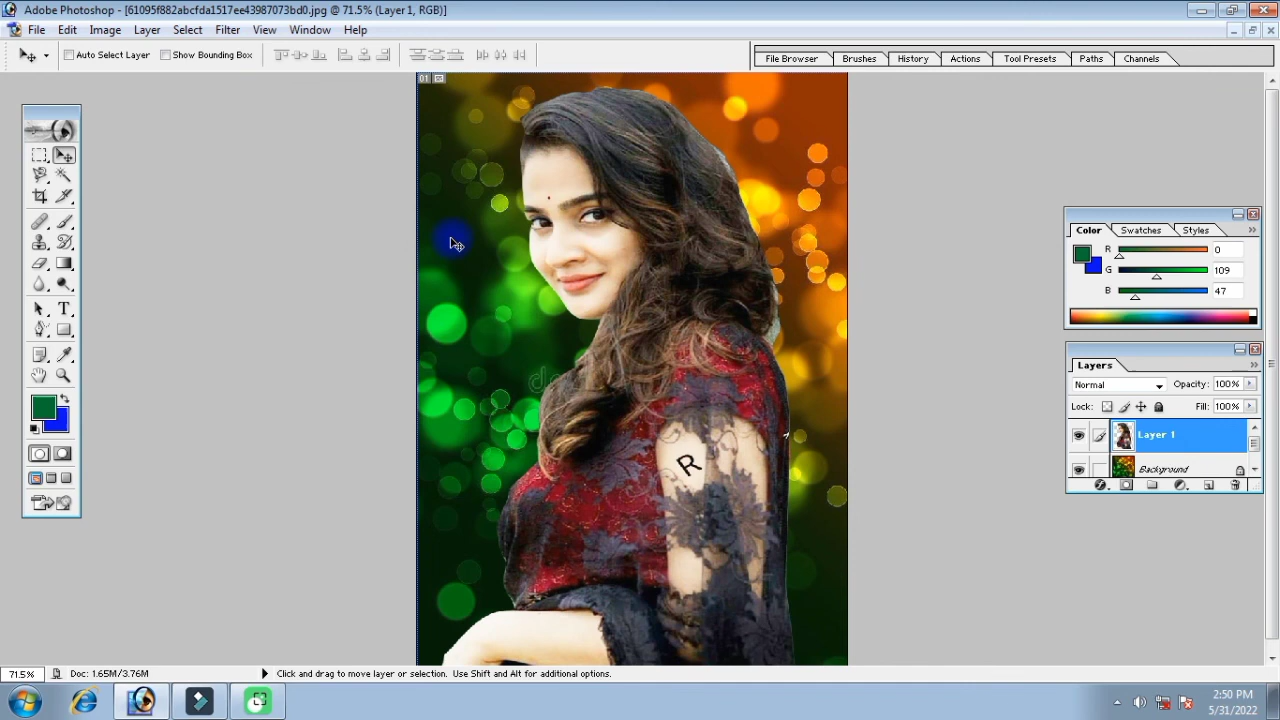 Adobe Photoshop - [61095f882abcfda1517ee43987073bd0.jpg @ 71.5% (Layer 1, RGB)]
File Edit Image Layer Select Filter View Window Help
Auto Select Layer Show Bounding Box
File Browser Brushes History Actions Tool Presets Paths Channels
01
Color Swatches Styles
R 0
G 109
B 47
Layers
Normal Opacity: 100%
Lock: Fill: 100%
Layer 1
Background
R
71.5% Doc: 1.65M/3.76M Click and drag to move layer or selection. Use Shift and Alt for additional options.
2:50 PM
5/31/2022